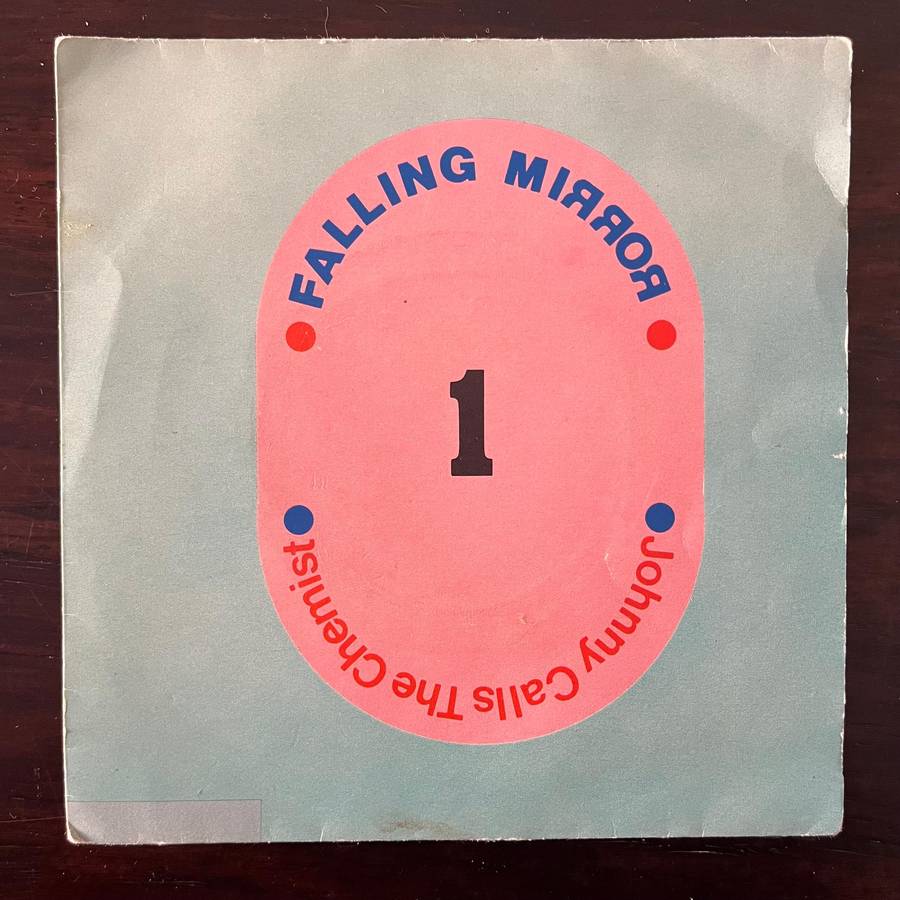 FALLING MIRROR
1
Johnny Calls The Chemist